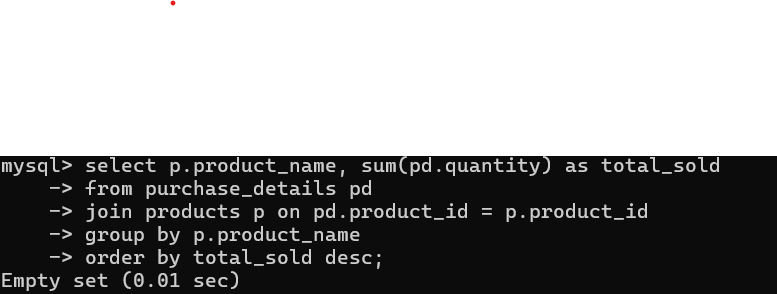 mysql> select p.product_name, sum(pd.quantity) as total_sold
    -> from purchase_details pd
    -> join products p on pd.product_id = p.product_id
    -> group by p.product_name
    -> order by total_sold desc;
Empty set (0.01 sec)